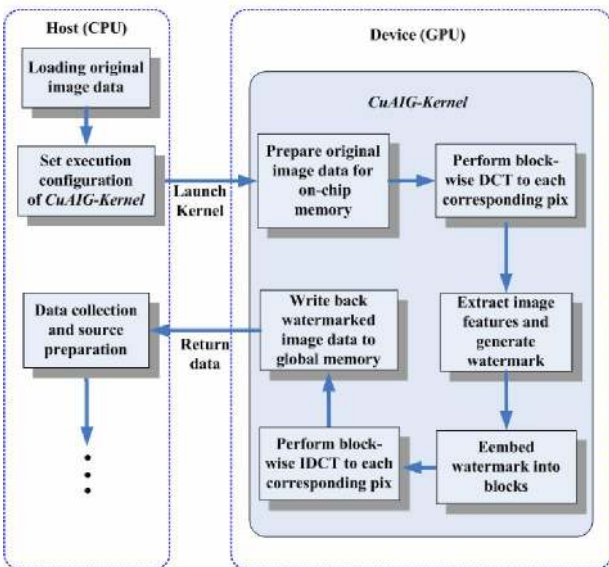 Host (CPU)
Loading original
image data
Set execution
configuration
of CuAIG-Kernel
Launch
Kernel
Data collection
and source
preparation
Return
data
Device (GPU)
CuAIG-Kernel
Prepare original
image data for
on-chip
memory
Perform block-
wise DCT to each
corresponding pix
Extract image
features and
generate
watermark
Eembed
watermark into
blocks
Perform block-
wise IDCT to each
corresponding pix
Write back
watermarked
image data to
global memory